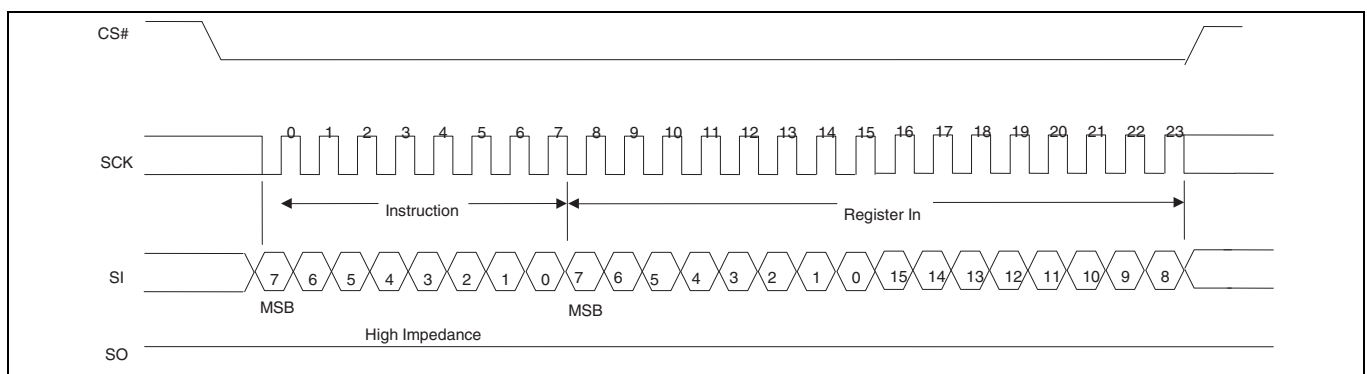 CS#
0 1 2 3 4 5 6 7 8 9 10 11 12 13 14 15 16 17 18 19 20 21 22 23
SCK
Instruction Register In
SI 7 6 5 4 3 2 1 0 7 6 5 4 3 2 1 0 15 14 13 12 11 10 9 8
MSB MSB
High Impedance
SO